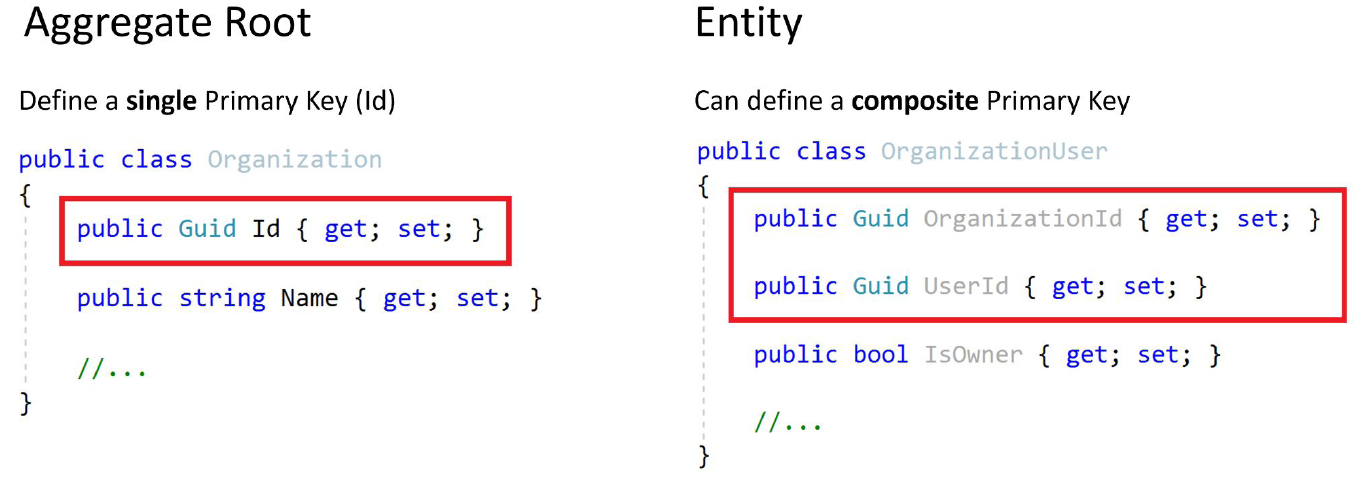 Aggregate Root
Define a single Primary Key (Id)
public class Organization
{
public Guid Id { get; set; }
public string Name { get; set; }
//...
}
Entity
Can define a composite Primary Key
public class OrganizationUser
{
public Guid OrganizationId { get; set; }
public Guid UserId { get; set; }
public bool IsOwner { get; set; }
//...
}